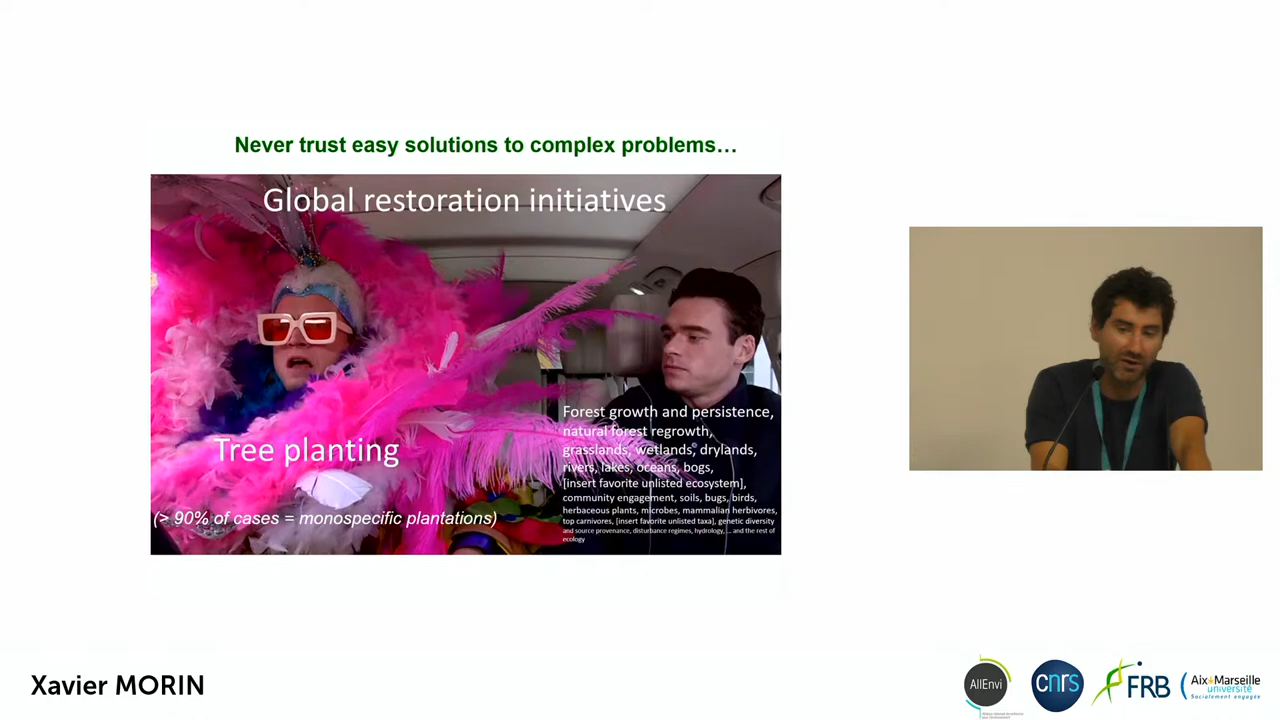 Never trust easy solutions to complex problems…
Global restoration initiatives
Tree planting
(> 90% of cases = monospecific plantations)
Forest growth and persistence,
natural forest regrowth,
grasslands, wetlands, drylands,
rivers, lakes, oceans, bogs,
[insert favorite unlisted ecosystem],
community engagement, soils, bugs, birds,
herbaceous plants, microbes, mammalian herbivores,
top carnivores, [insert favorite unlisted taxa], genetic diversity
and source provenance, disturbance regimes, hydrology, … and the rest of
ecology
Xavier MORIN
AllEnvi
cnrs
FRB
Aix Marseille
université
Socialement engagée